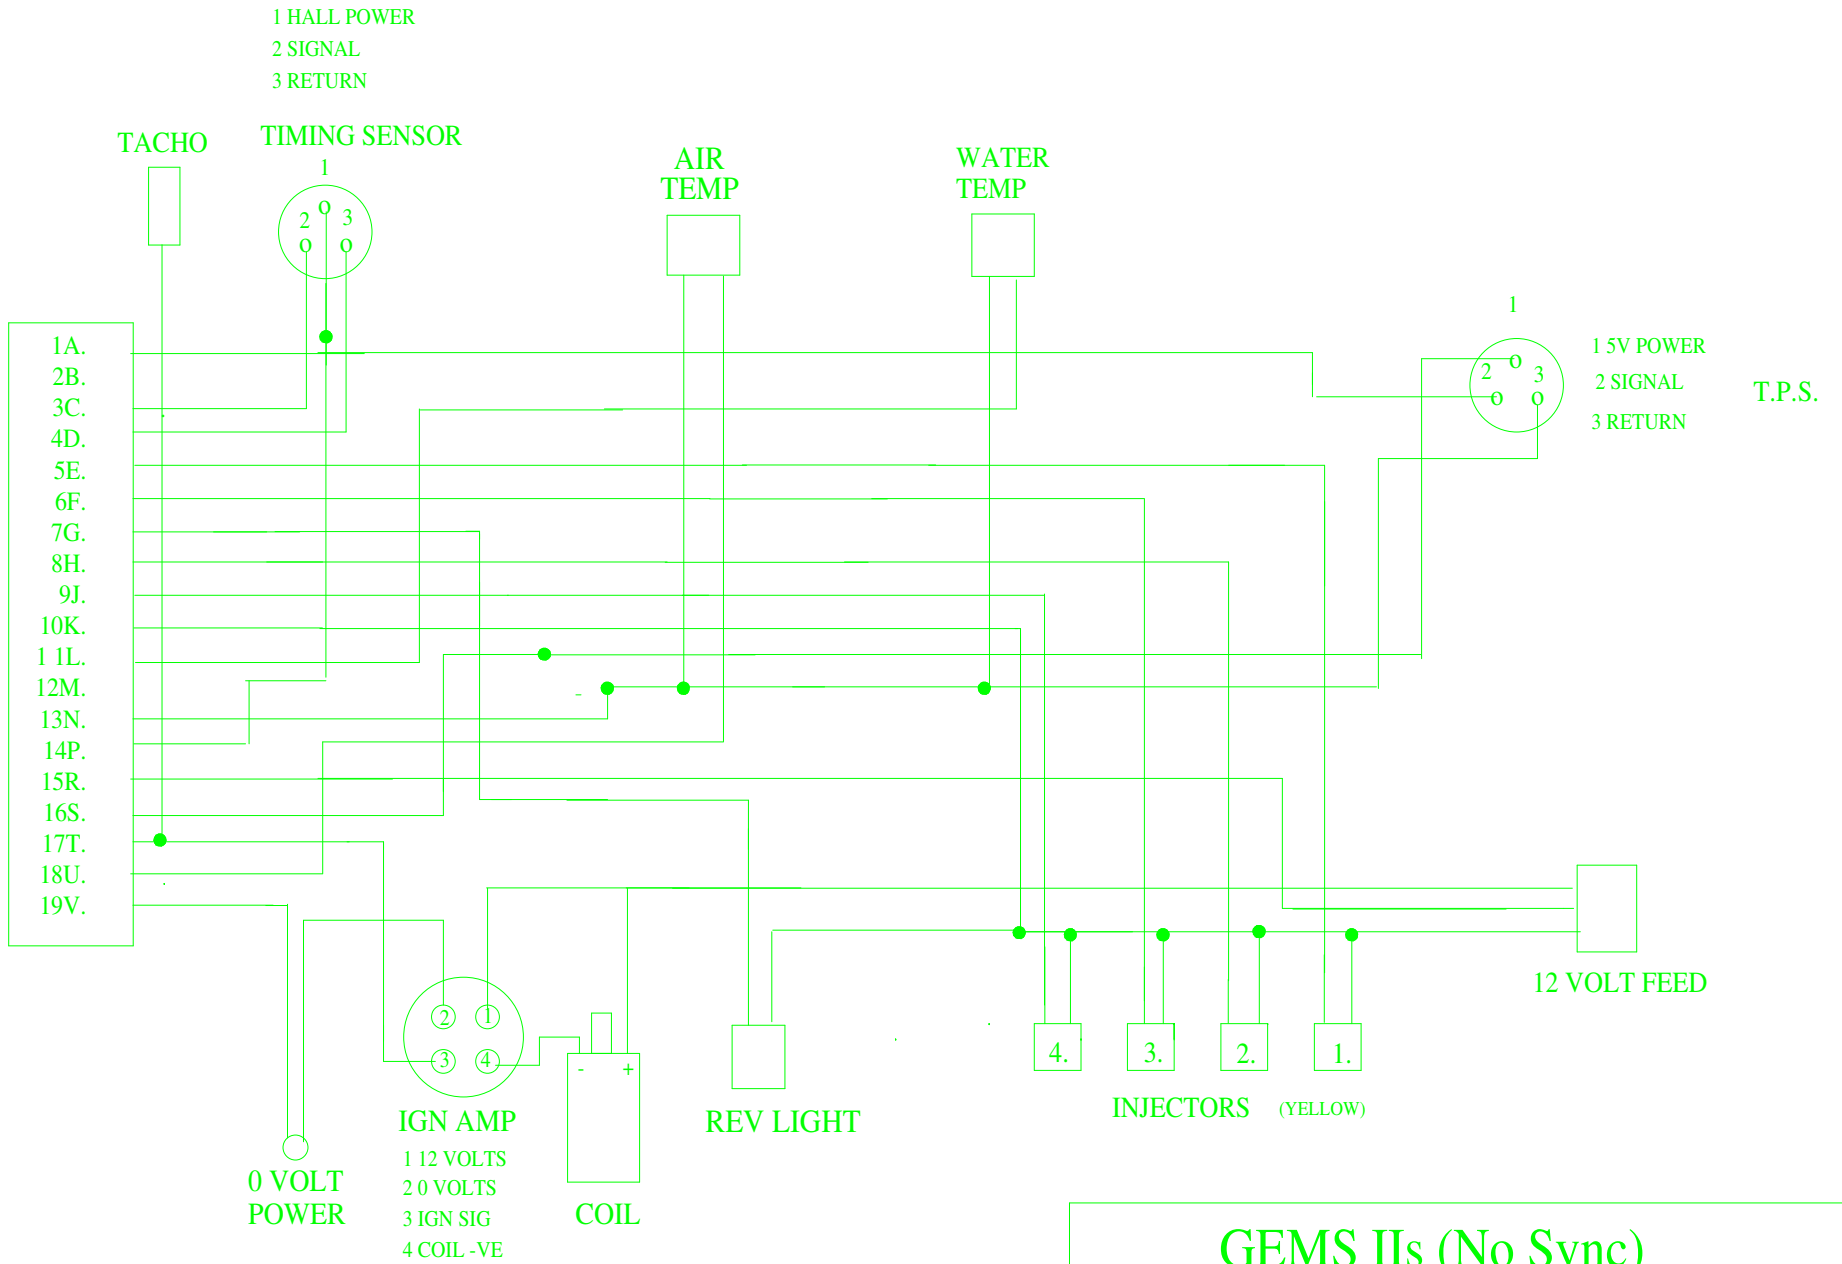 1 HALL POWER
2 SIGNAL
3 RETURN
TACHO
TIMING SENSOR
1
2
3
o
o
o
AIR
TEMP
WATER
TEMP
1
2
3
o
o
o
1 5V POWER
2 SIGNAL
3 RETURN
T.P.S.
1A.
2B.
3C.
4D.
5E.
6F.
7G.
8H.
9J.
10K.
1 1L.
12M.
13N.
14P.
15R.
16S.
17T.
18U.
19V.
12 VOLT FEED
2
1
3
4
- +
4.
3.
2.
1.
INJECTORS (YELLOW)
REV LIGHT
IGN AMP
1 12 VOLTS
2 0 VOLTS
3 IGN SIG
4 COIL -VE
COIL
0 VOLT
POWER
GEMS IIs (No Sync)